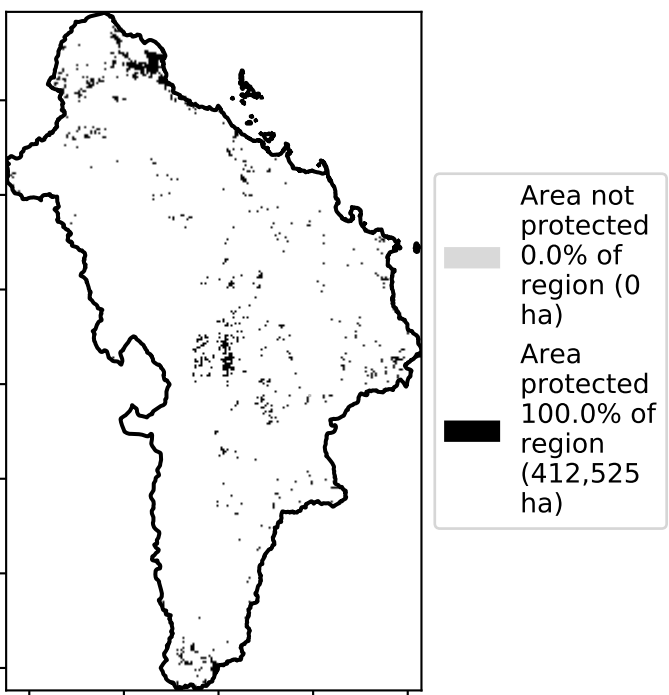 Area not
protected
0.0% of
region (0
ha)
Area
protected
100.0% of
region
(412,525
ha)